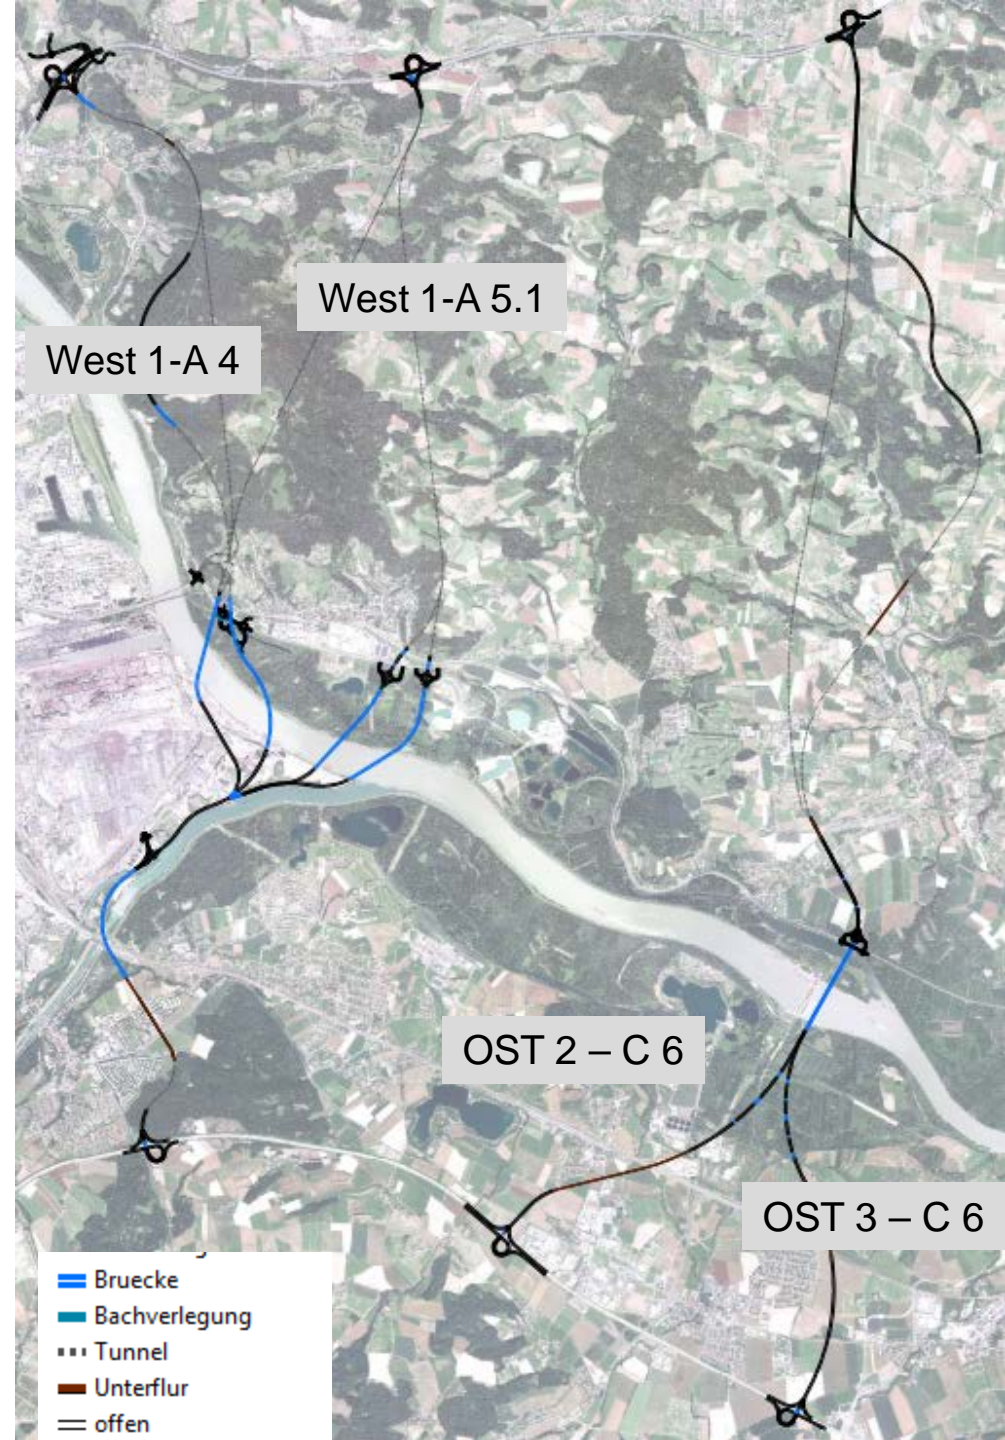 West 1-A 5.1
West 1-A 4
OST 2 – C 6
OST 3 – C 6
Bruecke
Bachverlegung
Tunnel
Unterflur
offen